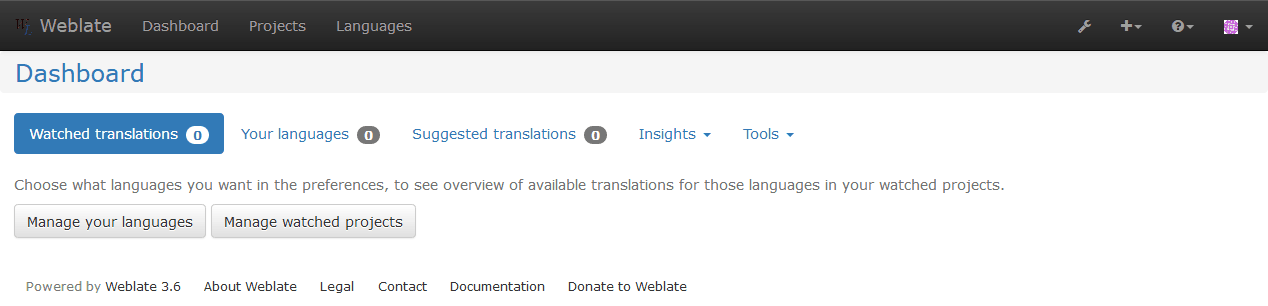 Weblate Dashboard Projects Languages
Dashboard
Watched translations 0 Your languages 0 Suggested translations 0 Insights Tools
Choose what languages you want in the preferences, to see overview of available translations for those languages in your watched projects.
Manage your languages Manage watched projects
Powered by Weblate 3.6 About Weblate Legal Contact Documentation Donate to Weblate